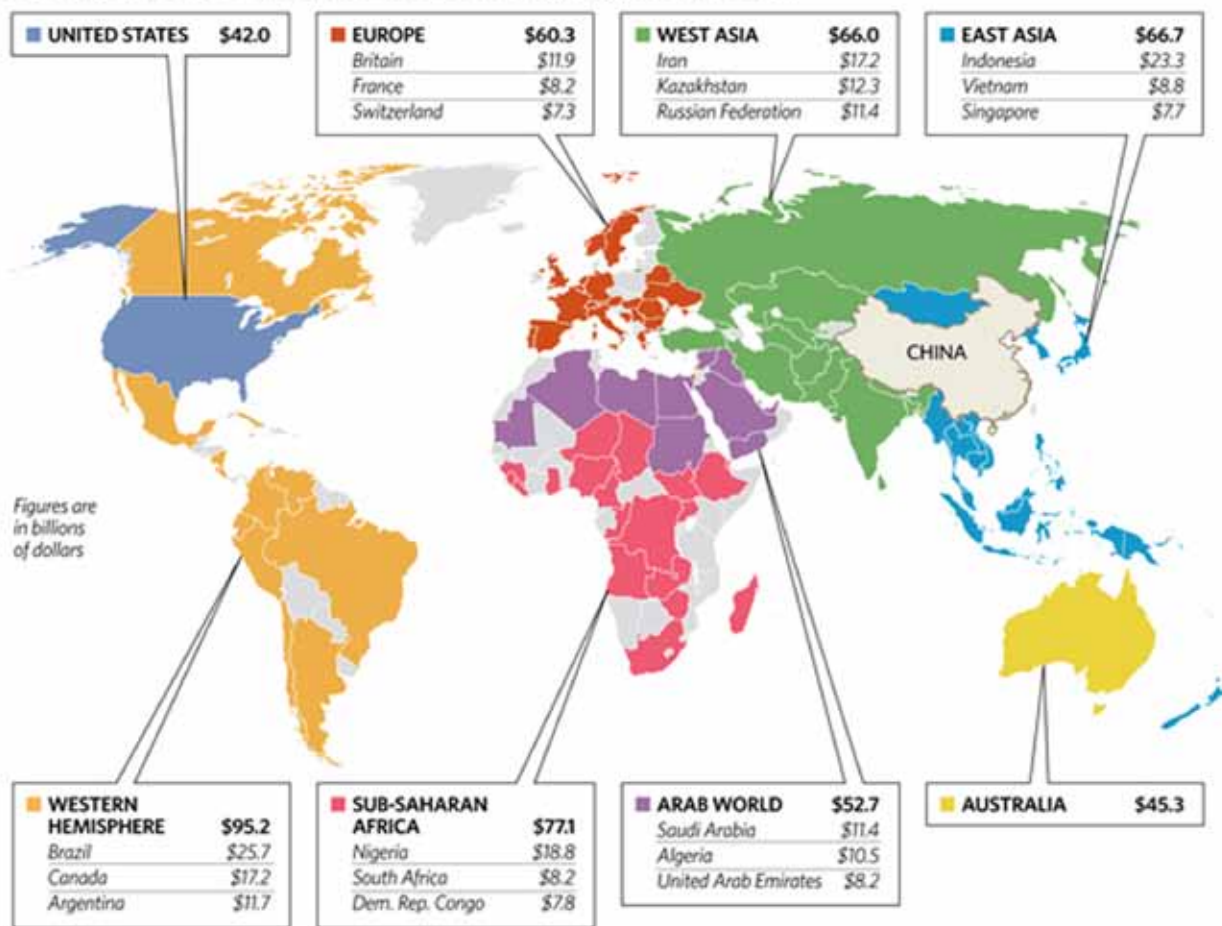 UNITED STATES $42.0
EUROPE $60.3
Britain $11.9
France $8.2
Switzerland $7.3
WEST ASIA $66.0
Iran $17.2
Kazakhstan $12.3
Russian Federation $11.4
EAST ASIA $66.7
Indonesia $23.3
Vietnam $8.8
Singapore $7.7
CHINA
Figures are
in billions
of dollars
WESTERN
HEMISPHERE $95.2
Brazil $25.7
Canada $17.2
Argentina $11.7
SUB-SAHARAN
AFRICA $77.1
Nigeria $18.8
South Africa $8.2
Dem. Rep. Congo $7.8
ARAB WORLD $52.7
Saudi Arabia $11.4
Algeria $10.5
United Arab Emirates $8.2
AUSTRALIA $45.3